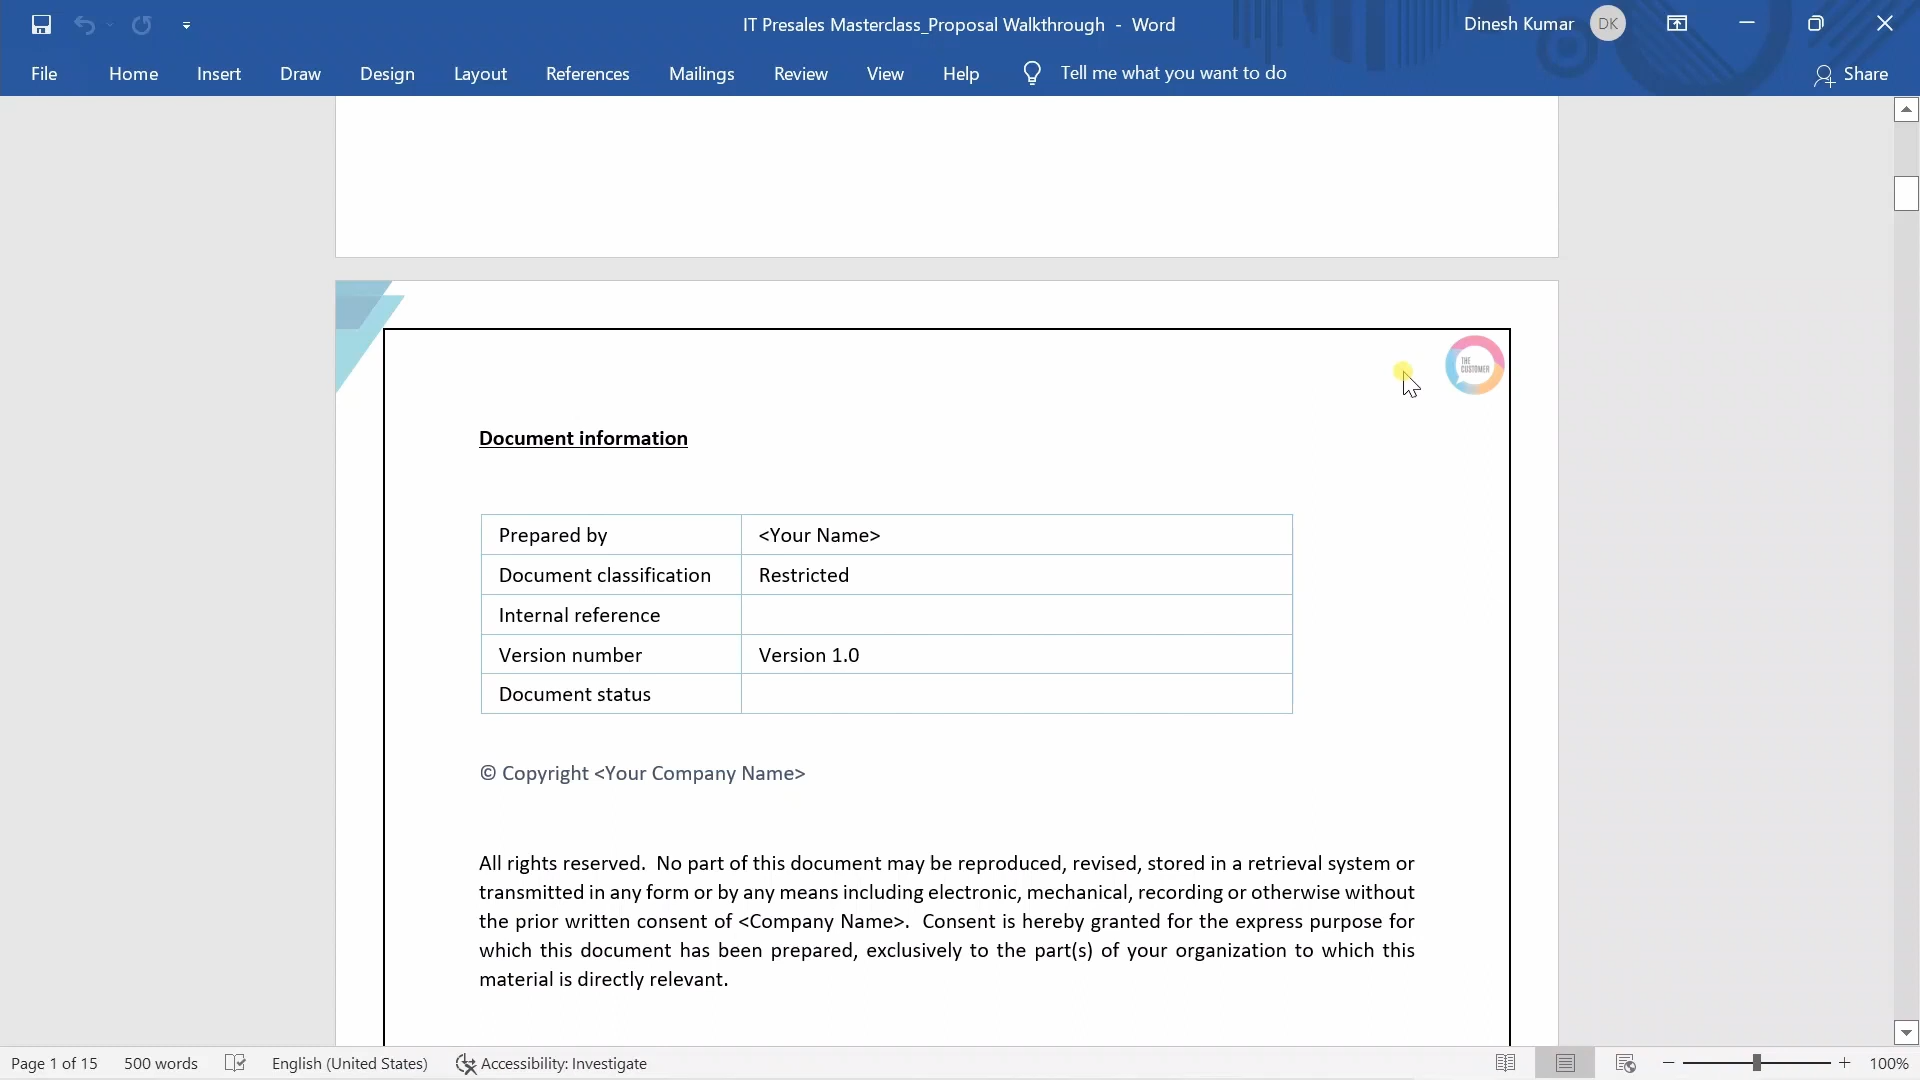 IT Presales Masterclass_Proposal Walkthrough - Word
Dinesh Kumar DK
File Home Insert Draw Design Layout References Mailings Review View Help Tell me what you want to do Share
THE
CUSTOMER
Document information
Prepared by <Your Name>
Document classification Restricted
Internal reference
Version number Version 1.0
Document status
© Copyright <Your Company Name>
All rights reserved. No part of this document may be reproduced, revised, stored in a retrieval system or
transmitted in any form or by any means including electronic, mechanical, recording or otherwise without
the prior written consent of <Company Name>. Consent is hereby granted for the express purpose for
which this document has been prepared, exclusively to the part(s) of your organization to which this
material is directly relevant.
Page 1 of 15 500 words English (United States) Accessibility: Investigate 100%